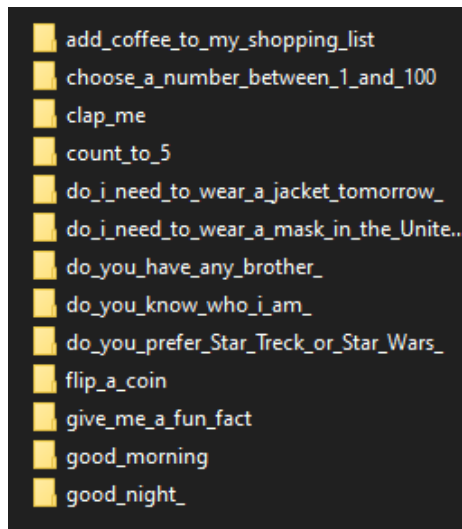 add_coffee_to_my_shopping_list
choose_a_number_between_1_and_100
clap_me
count_to_5
do_i_need_to_wear_a_jacket_tomorrow_
do_i_need_to_wear_a_mask_in_the_Unite...
do_you_have_any_brother_
do_you_know_who_i_am_
do_you_prefer_Star_Treck_or_Star_Wars_
flip_a_coin
give_me_a_fun_fact
good_morning
good_night_